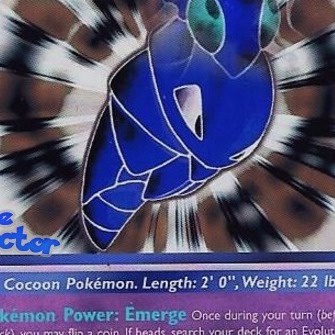 e
ctor
Cocoon Pokémon. Length: 2' 0", Weight: 22 lb
kémon Power: Emerge Once during your turn (be
ck), you may flip a coin. If heads, search your deck for an Evolu